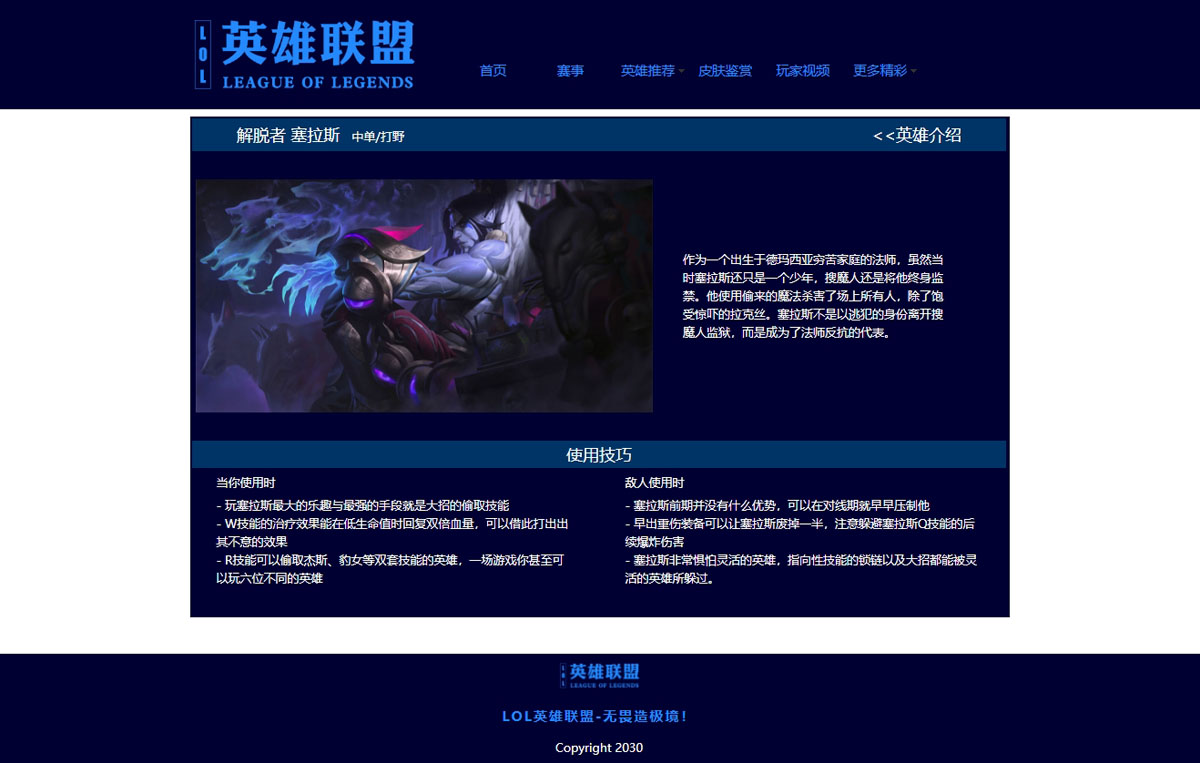 LOL
英雄联盟
LEAGUE OF LEGENDS
首页 赛事 英雄推荐 皮肤鉴赏 玩家视频 更多精彩
解脱者 塞拉斯 中单/打野
<<英雄介绍
作为一个出生于德玛西亚穷苦家庭的法师，虽然当
时塞拉斯还只是一个少年，搜魔人还是将他终身监
禁。他使用偷来的魔法杀害了场上所有人，除了饱
受惊吓的拉克丝。塞拉斯不是以逃犯的身份离开搜
魔人监狱，而是成为了法师反抗的代表。
使用技巧
当你使用时
- 玩塞拉斯最大的乐趣与最强的手段就是大招的偷取技能
- W技能的治疗效果能在低生命值时回复双倍血量，可以借此打出出
其不意的效果
- R技能可以偷取杰斯、豹女等双套技能的英雄，一场游戏你甚至可
以玩六位不同的英雄
敌人使用时
- 塞拉斯前期并没有什么优势，可以在对线期就早早压制他
- 早出重伤装备可以让塞拉斯废掉一半，注意躲避塞拉斯Q技能的后
续爆炸伤害
- 塞拉斯非常惧怕灵活的英雄，指向性技能的锁链以及大招都能被灵
活的英雄所躲过。
LOL
英雄联盟
LEAGUE OF LEGENDS
LOL英雄联盟-无畏造极境！
Copyright 2030